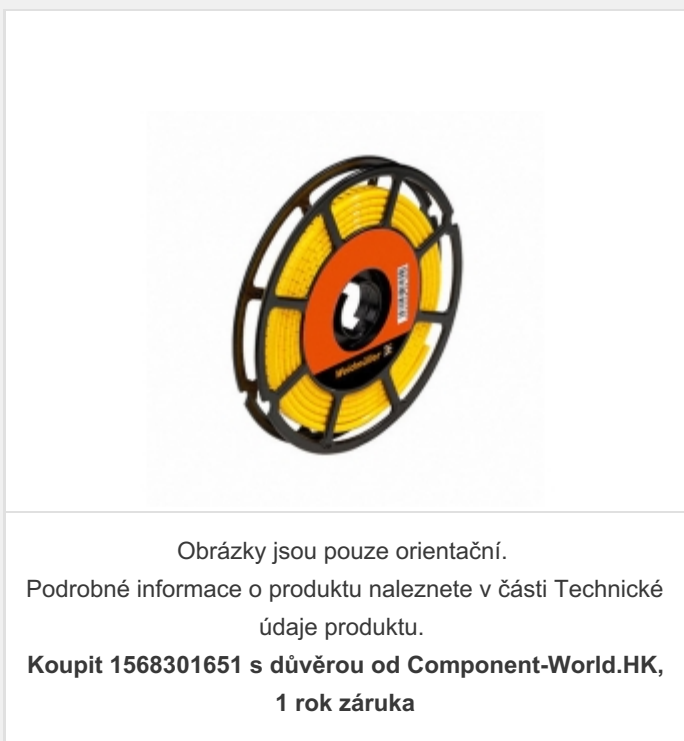 Weidmüller
Obrázky jsou pouze orientační.
Podrobné informace o produktu naleznete v části Technické
údaje produktu.
Koupit 1568301651 s důvěrou od Component-World.HK,
1 rok záruka